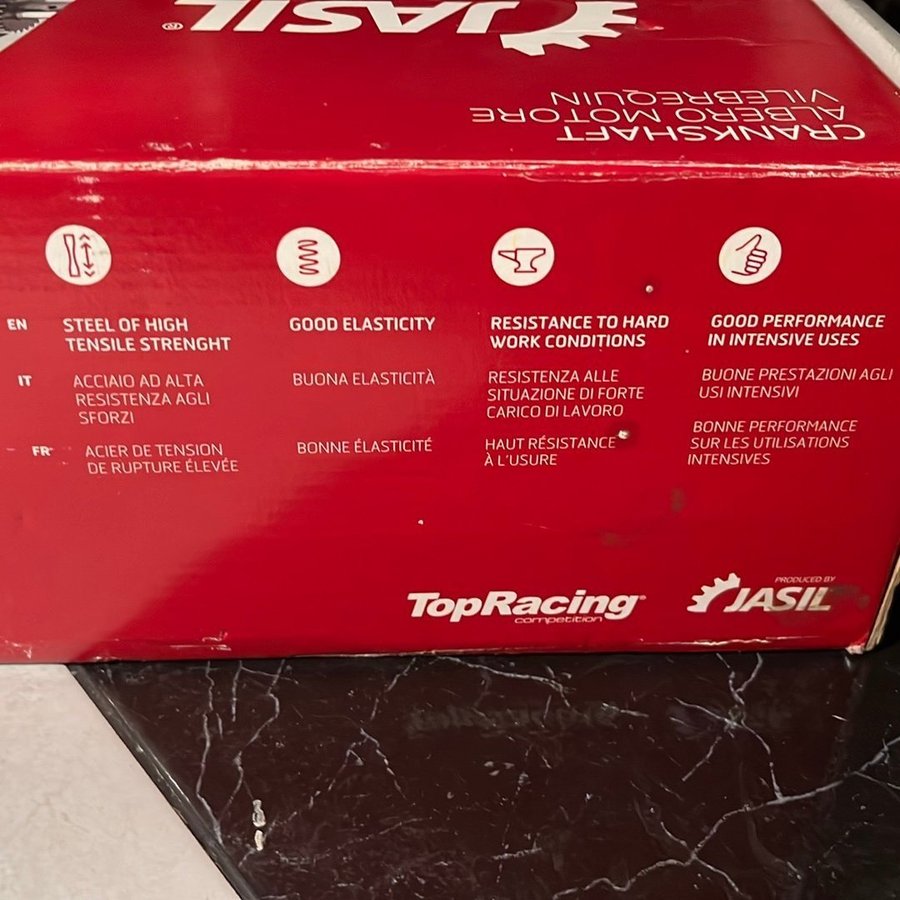 JASIL®
CRANKSHAFT
ALBERO MOTORE
VILEBREQUIN
EN
STEEL OF HIGH
TENSILE STRENGHT
GOOD ELASTICITY
RESISTANCE TO HARD
WORK CONDITIONS
GOOD PERFORMANCE
IN INTENSIVE USES
IT
ACCIAIO AD ALTA
RESISTENZA AGLI
SFORZI
BUONA ELASTICITÀ
RESISTENZA ALLE
SITUAZIONE DI FORTE
CARICO DI LAVORO
BUONE PRESTAZIONI AGLI
USI INTENSIVI
FR
ACIER DE TENSION
DE RUPTURE ÉLEVÉE
BONNE ÉLASTICITÉ
HAUT RÉSISTANCE
À L'USURE
BONNE PERFORMANCE
SUR LES UTILISATIONS
INTENSIVES
TopRacing®
competition
PRODUCED BY
JASIL